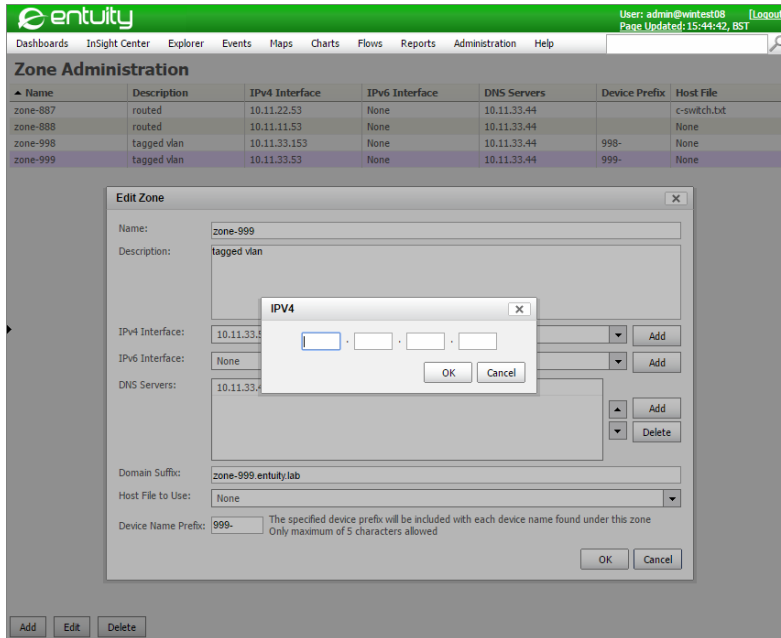 entuity
User: admin@wintest08 [Logout
Page Updated: 15:44:42, BST
Dashboards InSight Center Explorer Events Maps Charts Flows Reports Administration Help
Zone Administration
Name Description IPv4 Interface IPv6 Interface DNS Servers Device Prefix Host File
zone-887 routed 10.11.22.53 None 10.11.33.44 c-switch.txt
zone-888 routed 10.11.11.53 None 10.11.33.44 None
zone-998 tagged vlan 10.11.33.153 None 10.11.33.44 998- None
zone-999 tagged vlan 10.11.33.53 None 10.11.33.44 999- None
Edit Zone
Name: zone-999
Description: tagged vlan
IPV4
. . .
OK Cancel
IPv4 Interface: 10.11.33.5 Add
IPv6 Interface: None Add
DNS Servers: 10.11.33.4 Add
Delete
Domain Suffix: zone-999.entuity.lab
Host File to Use: None
Device Name Prefix: 999- The specified device prefix will be included with each device name found under this zone
Only maximum of 5 characters allowed
OK Cancel
Add Edit Delete